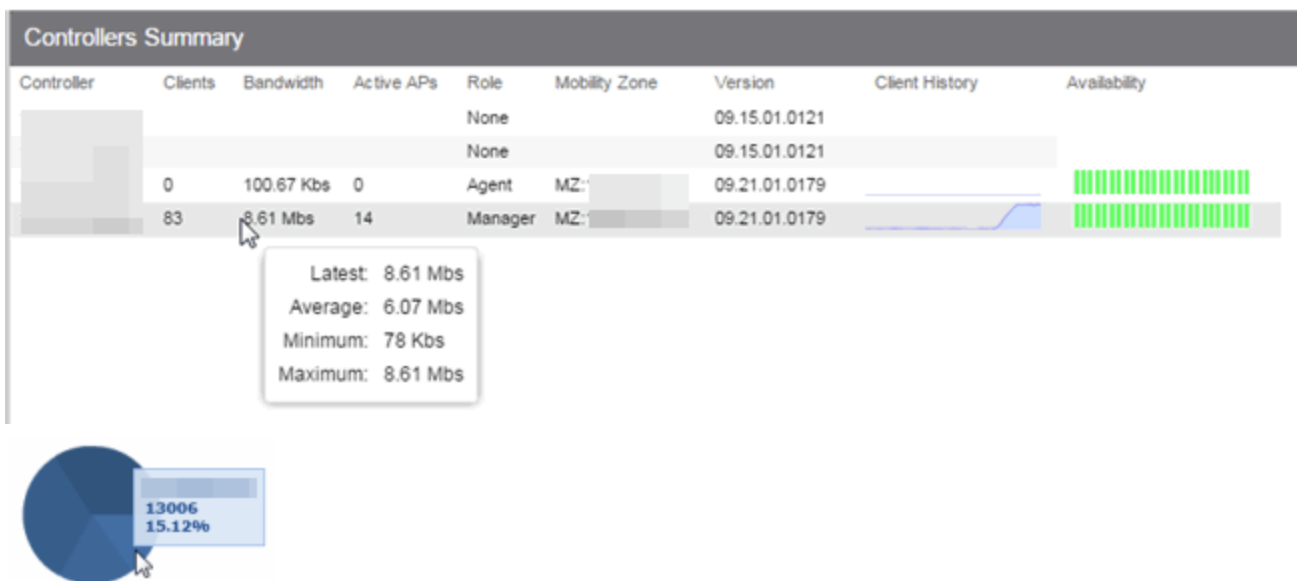 Controllers Summary
Controller Clients Bandwidth Active APs Role Mobility Zone Version Client History Availability
None 09.15.01.0121
None 09.15.01.0121
0 100.67 Kbs 0 Agent MZ: 09.21.01.0179
83 8.61 Mbs 14 Manager MZ: 09.21.01.0179
Latest: 8.61 Mbs
Average: 6.07 Mbs
Minimum: 78 Kbs
Maximum: 8.61 Mbs
13006
15.12%